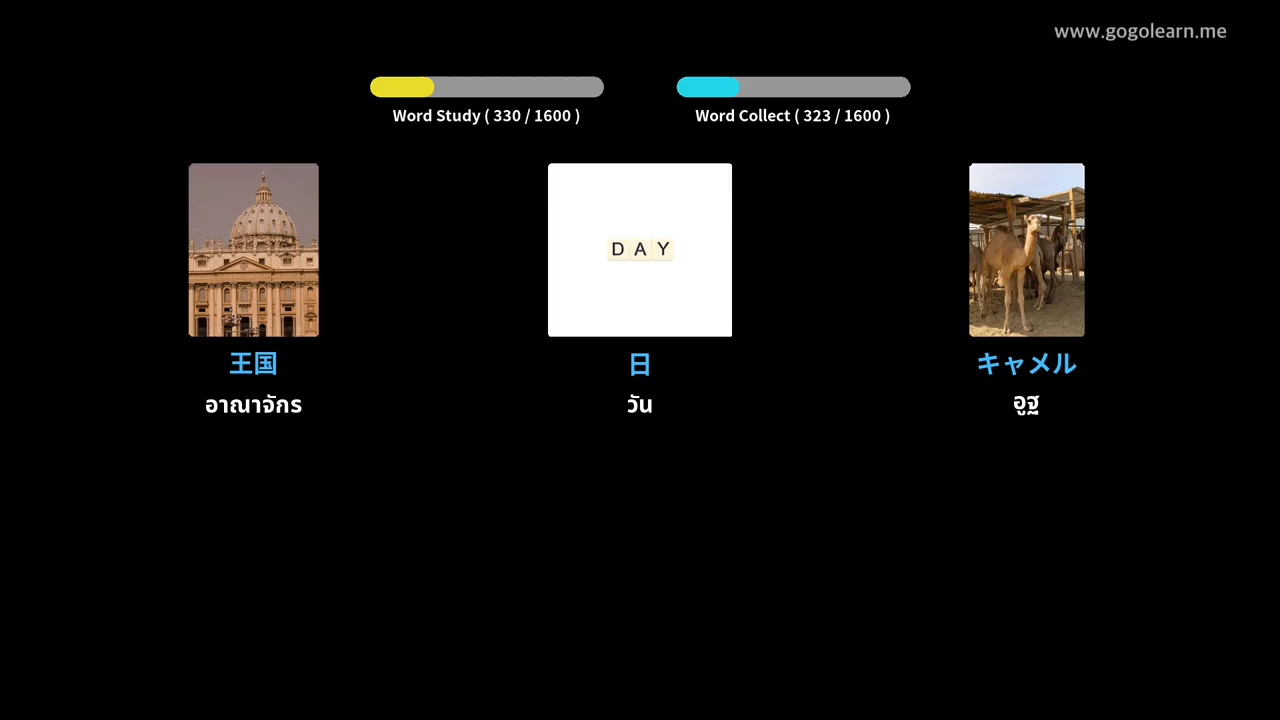 www.gogolearn.me
Word Study ( 330 / 1600 )
Word Collect ( 323 / 1600 )
DAY
王国
日
キャメル
อาณาจักร
วัน
อูฐ